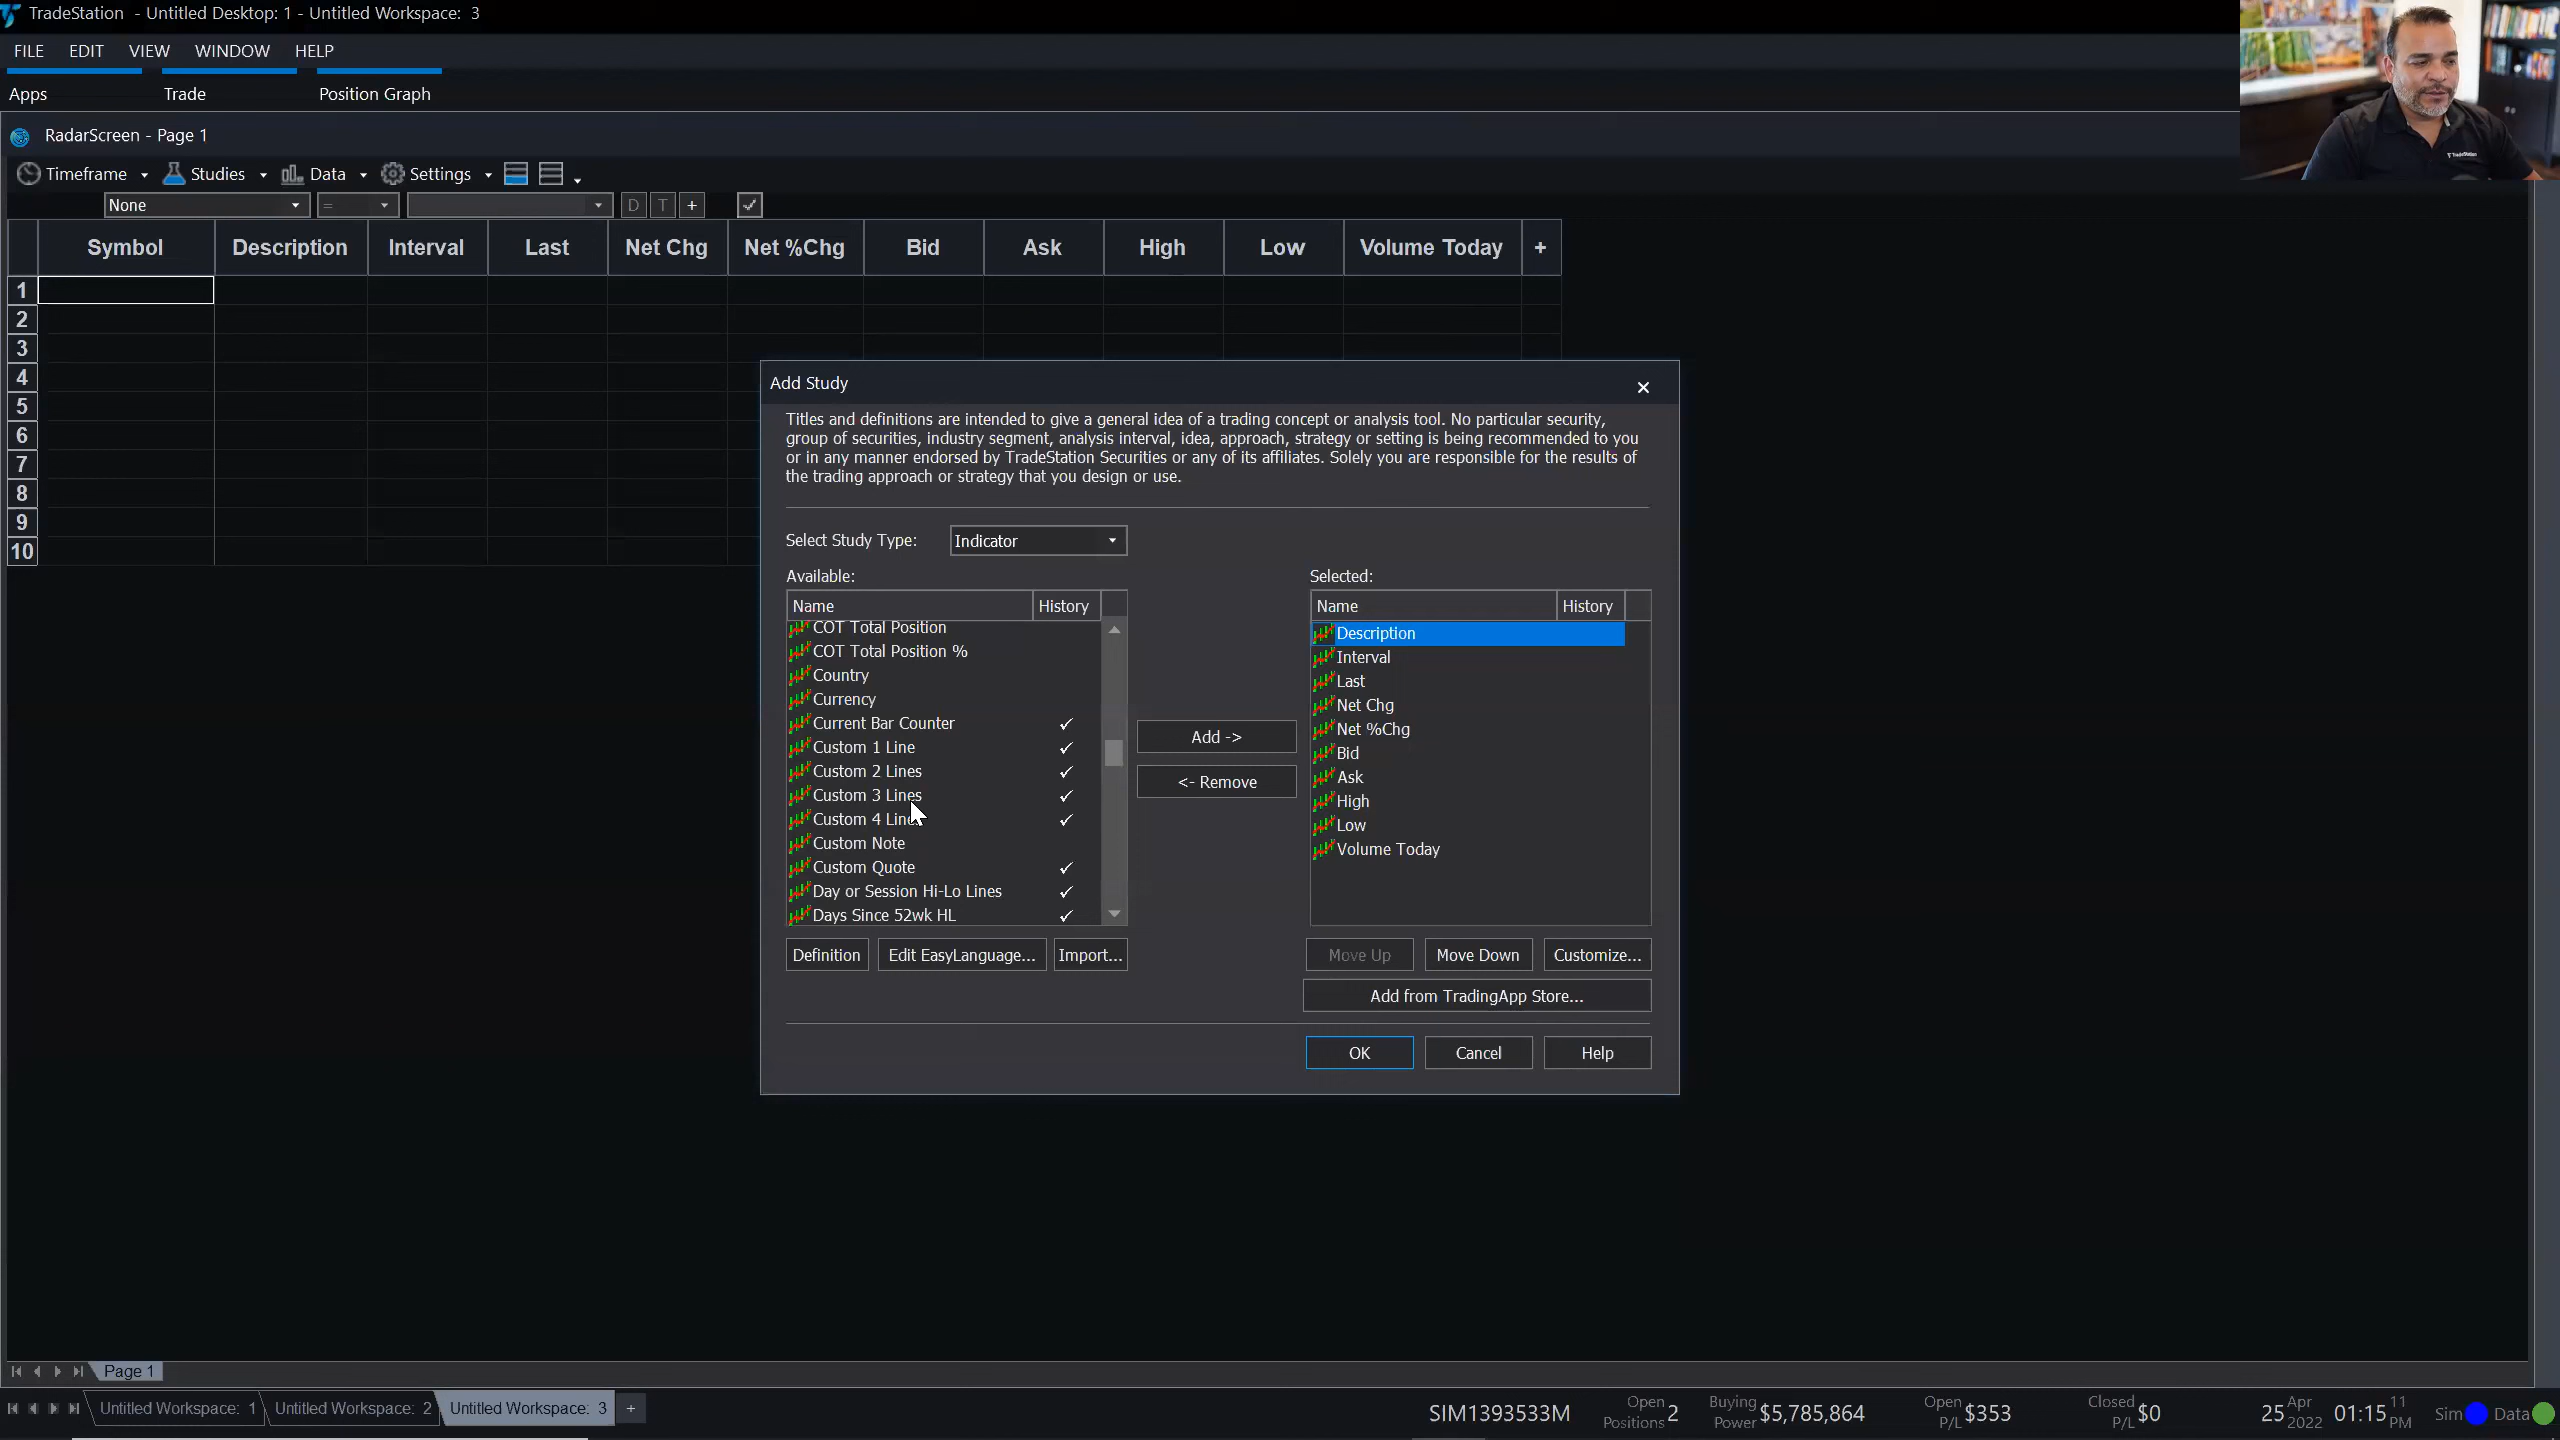 TradeStation - Untitled Desktop: 1 - Untitled Workspace: 3
FILE EDIT VIEW WINDOW HELP
Apps Trade Position Graph
RadarScreen - Page 1
Timeframe Studies Data Settings
None = D T +
Symbol Description Interval Last Net Chg Net %Chg Bid Ask High Low Volume Today +
1
2
3
4
5
6
7
8
9
10
Add Study
Titles and definitions are intended to give a general idea of a trading concept or analysis tool. No particular security,
group of securities, industry segment, analysis interval, idea, approach, strategy or setting is being recommended to you
or in any manner endorsed by TradeStation Securities or any of its affiliates. Solely you are responsible for the results of
the trading approach or strategy that you design or use.
Select Study Type: Indicator
Available:
Name History
COT Total Position
COT Total Position %
Country
Currency
Current Bar Counter ✓
Custom 1 Line ✓
Custom 2 Lines ✓
Custom 3 Lines ✓
Custom 4 Lines ✓
Custom Note
Custom Quote ✓
Day or Session Hi-Lo Lines ✓
Days Since 52wk HL ✓
Add ->
<- Remove
Selected:
Name History
Description
Interval
Last
Net Chg
Net %Chg
Bid
Ask
High
Low
Volume Today
Definition Edit EasyLanguage... Import...
Move Up Move Down Customize...
Add from TradingApp Store...
OK Cancel Help
Page 1
Untitled Workspace: 1 Untitled Workspace: 2 Untitled Workspace: 3 +
SIM1393533M Open Positions 2 Buying Power $5,785,864 Open P/L $353 Closed P/L $0 25 Apr 2022 01:15 11 PM Sim Data